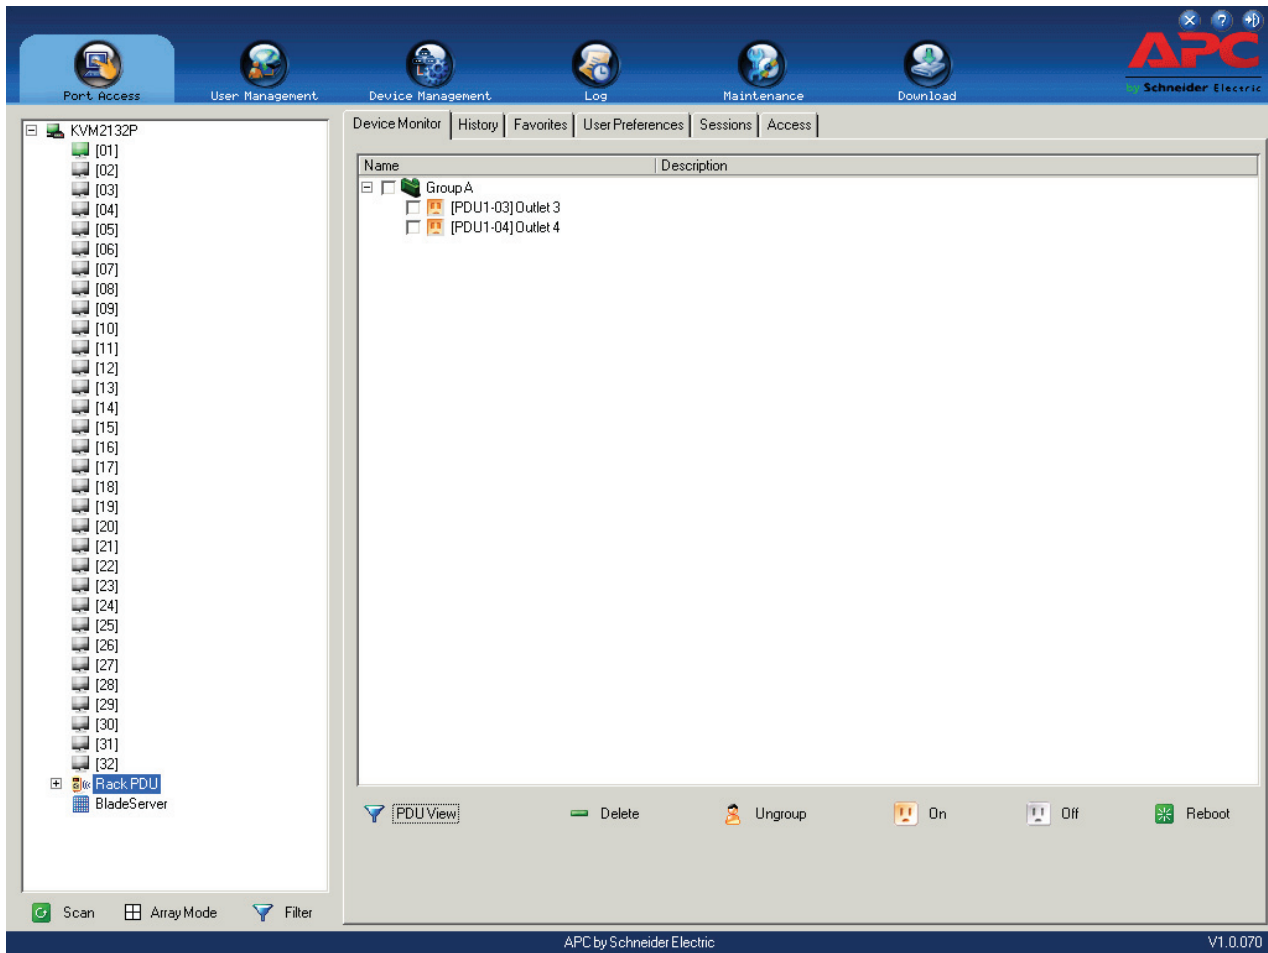 APC
by Schneider Electric
Port Access
User Management
Device Management
Log
Maintenance
Download
KVM2132P
[01]
[02]
[03]
[04]
[05]
[06]
[07]
[08]
[09]
[10]
[11]
[12]
[13]
[14]
[15]
[16]
[17]
[18]
[19]
[20]
[21]
[22]
[23]
[24]
[25]
[26]
[27]
[28]
[29]
[30]
[31]
[32]
Rack PDU
BladeServer
Scan Array Mode Filter
Device Monitor History Favorites User Preferences Sessions Access
Name Description
Group A
[PDU1-03] Outlet 3
[PDU1-04] Outlet 4
PDU View Delete Ungroup On Off Reboot
APC by Schneider Electric
V1.0.070